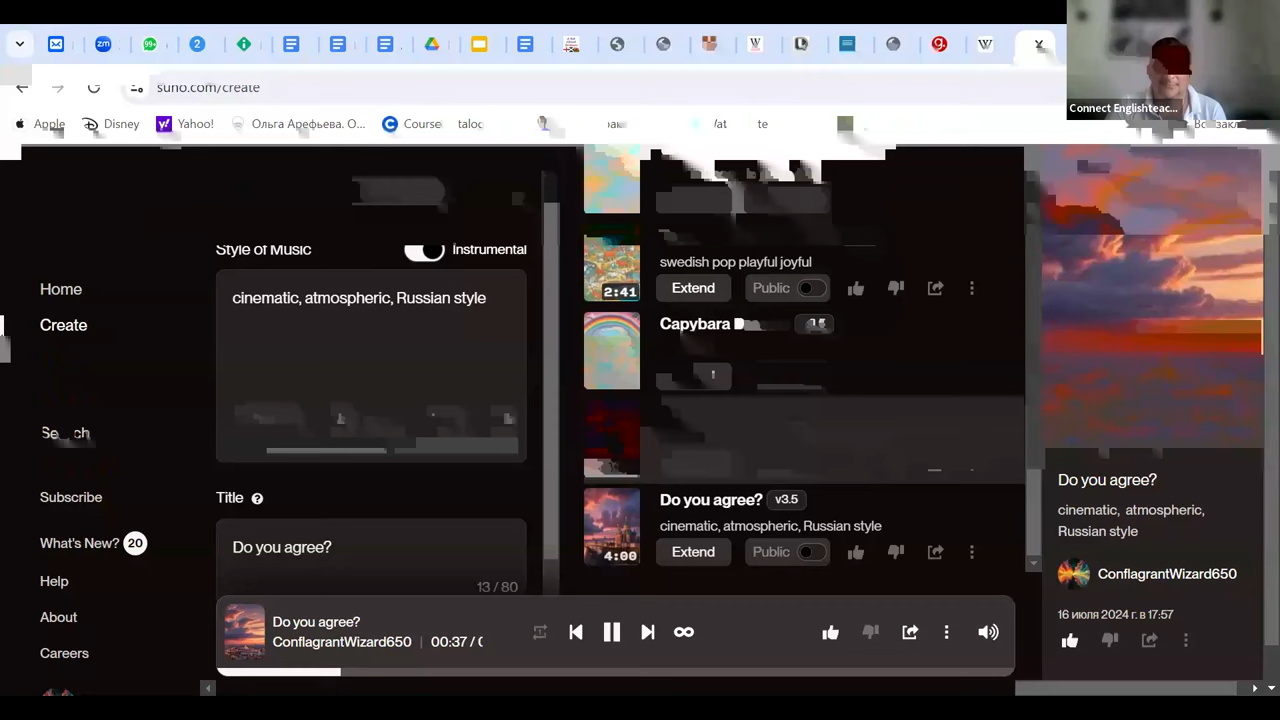 99+
2
suno.com/create
Connect Englishteac...
Apple
Disney
Yahoo!
Ольга Арефьева. О...
Course
Style of Music
Instrumental
cinematic, atmospheric, Russian style
Home
Create
Subscribe
What's New? 20
Help
About
Careers
Title
Do you agree?
13 / 80
swedish pop playful joyful
2:41
Extend
Public
Capybara
Do you agree? v3.5
cinematic, atmospheric, Russian style
4:00
Extend
Public
Do you agree?
cinematic, atmospheric,
Russian style
ConflagrantWizard650
16 июля 2024 г. в 17:57
Do you agree?
ConflagrantWizard650
00:37 /